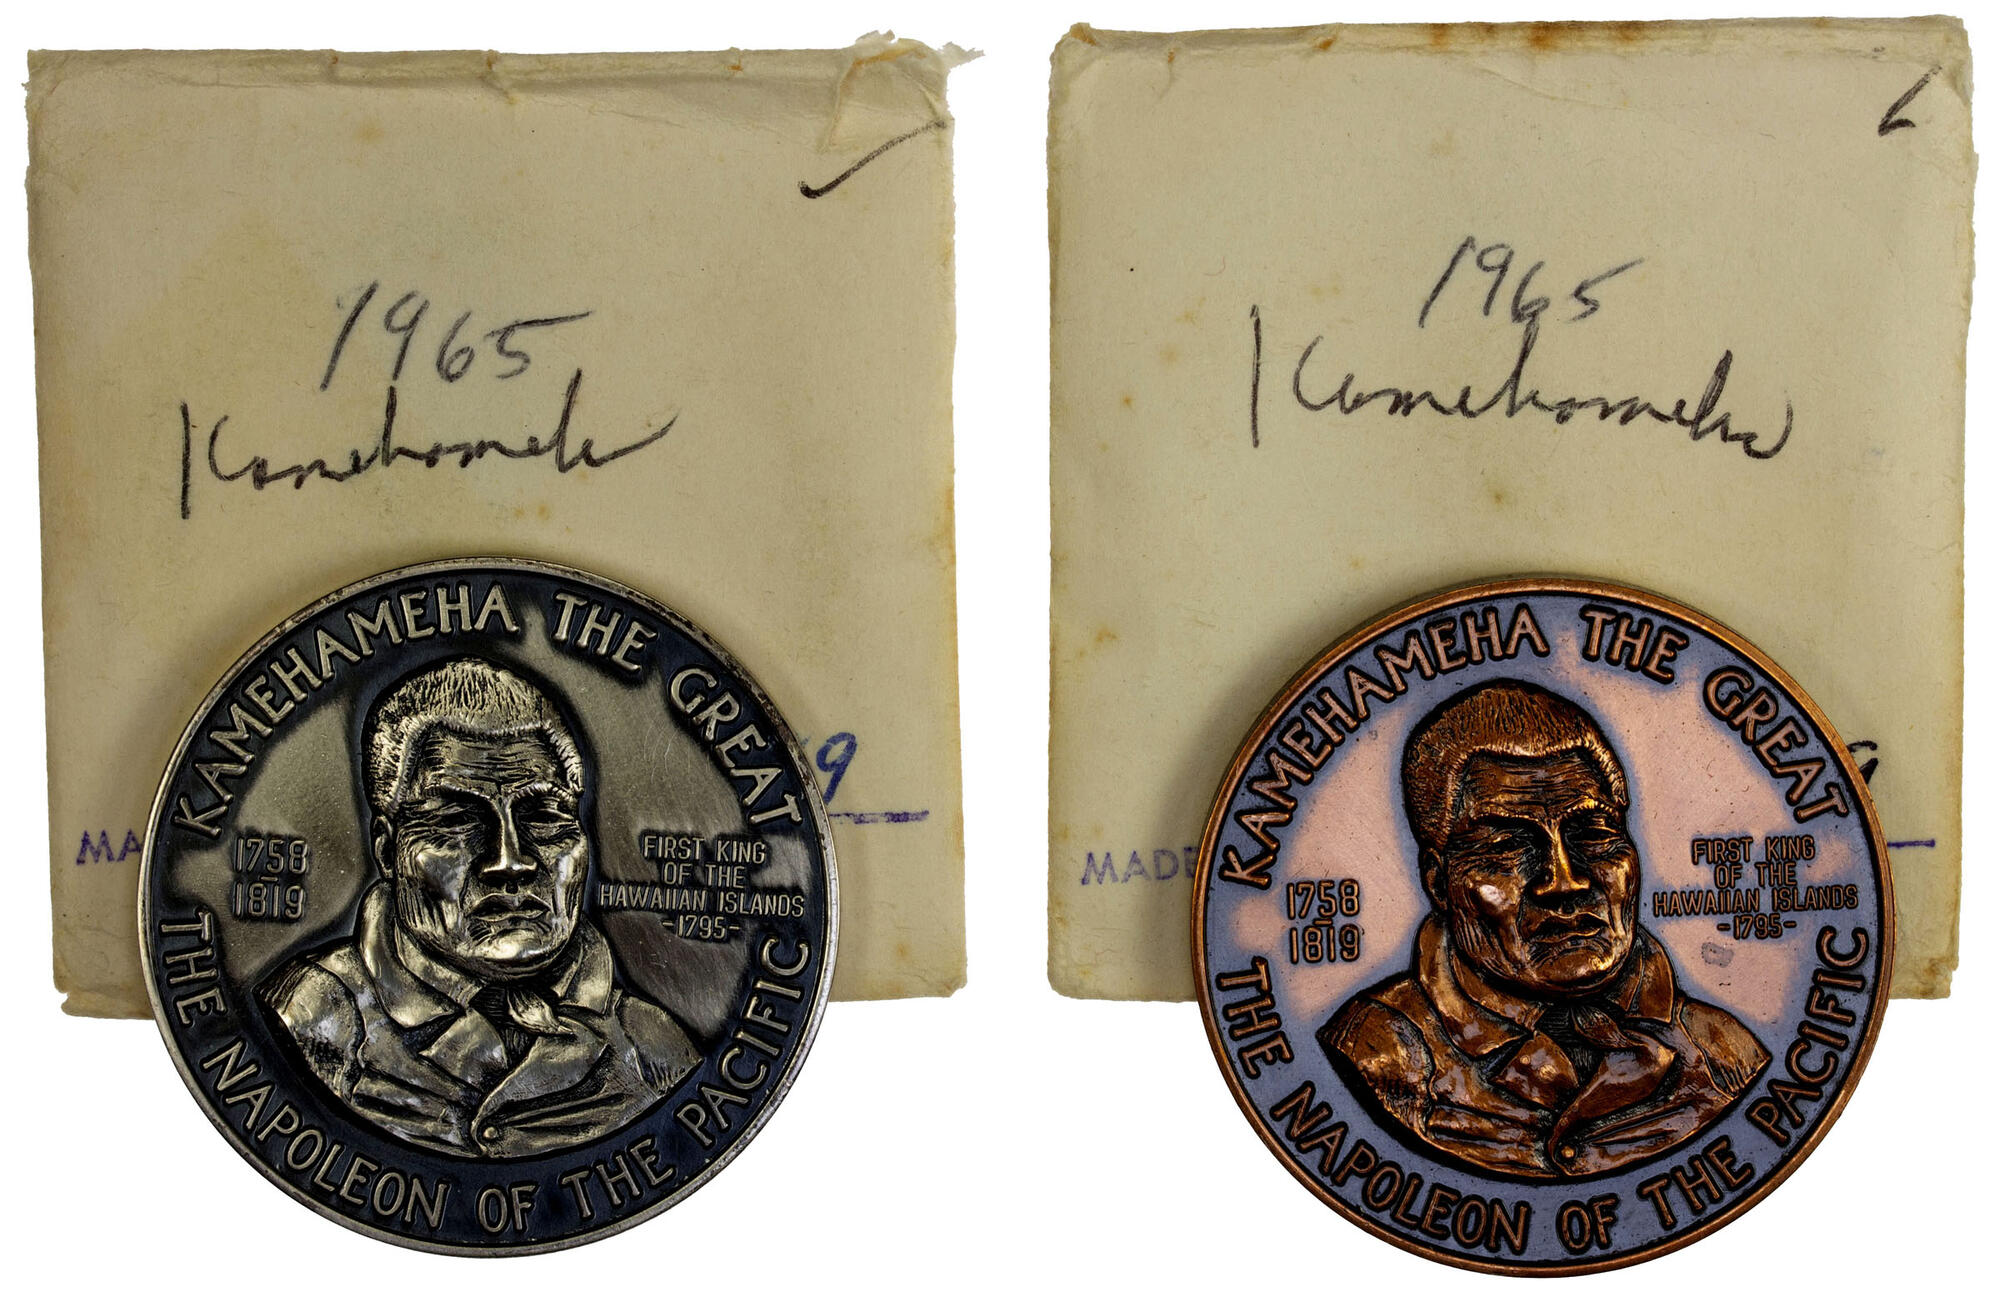 1965
Kamehameha
9
MA
KAMEHAMEHA THE GREAT
1758
-
1819
FIRST KING
OF THE
HAWAIIAN ISLANDS
-1795-
THE NAPOLEON OF THE PACIFIC
1965
Kamehameha
MADE
KAMEHAMEHA THE GREAT
1758
-
1819
FIRST KING
OF THE
HAWAIIAN ISLANDS
-1795-
THE NAPOLEON OF THE PACIFIC